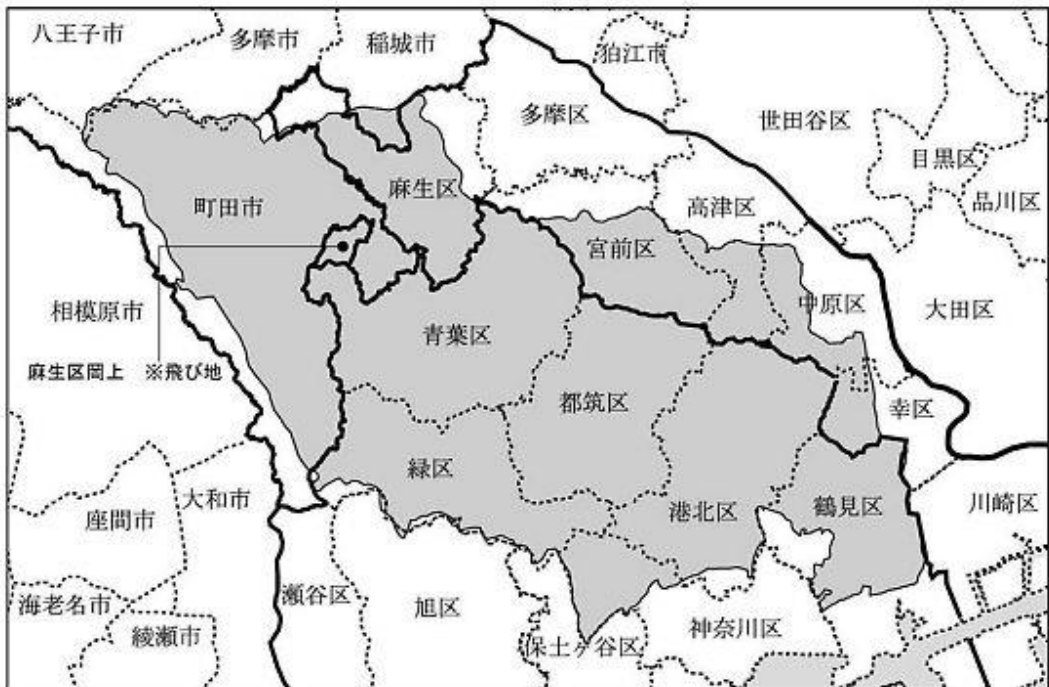 八王子市
多摩市
稲城市
狛江市
多摩区
世田谷区
目黒区
麻生区
町田市
高津区
品川区
宮前区
相模原市
中原区
大田区
青葉区
麻生区岡上　※飛び地
都筑区
幸区
緑区
大和市
港北区
鶴見区
川崎区
座間市
瀬谷区
旭区
海老名市
綾瀬市
保土ヶ谷区
神奈川区